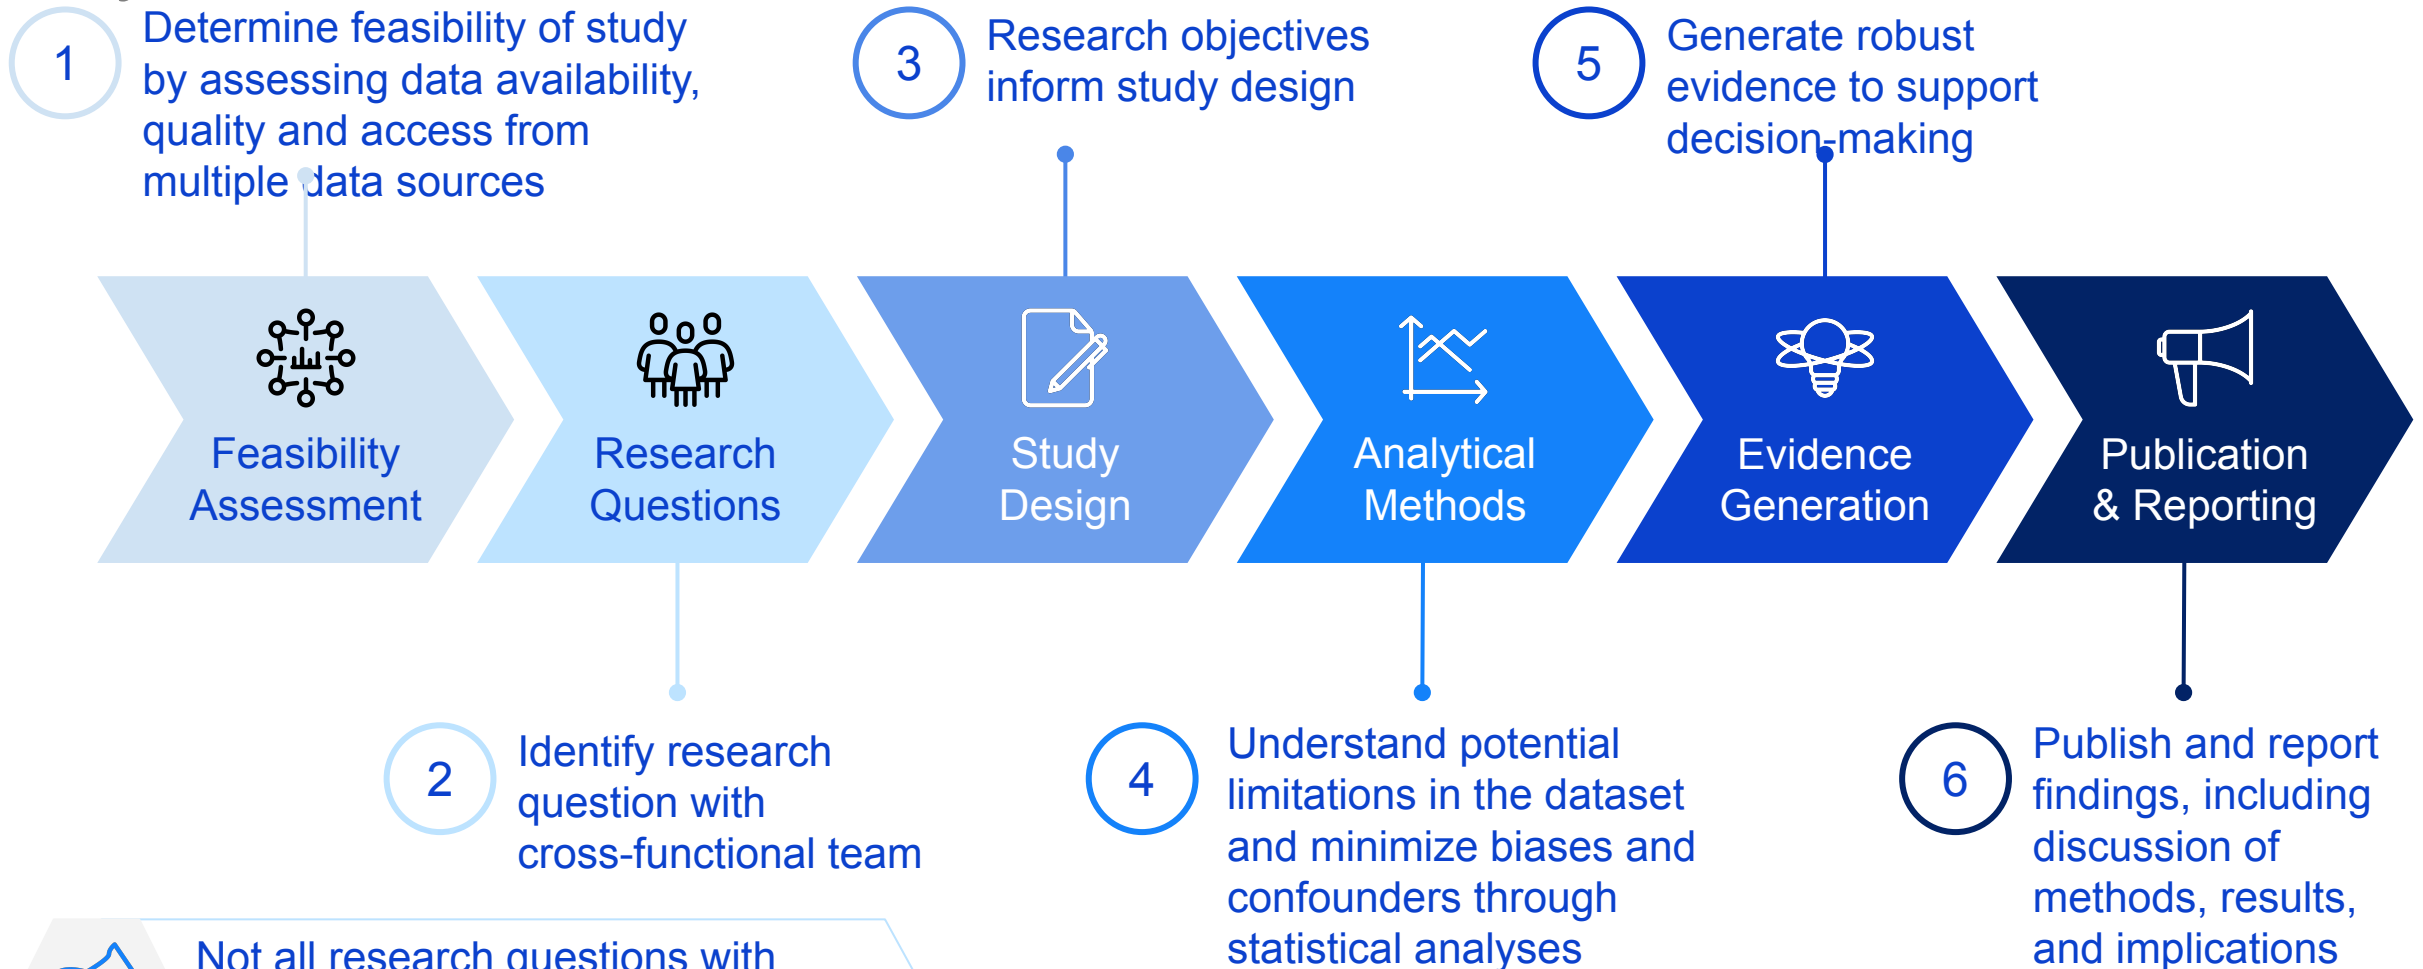 1
Determine feasibility of study
by assessing data availability,
quality and access from
multiple data sources
3
Research objectives
inform study design
5
Generate robust
evidence to support
decision-making
Feasibility
Assessment
Research
Questions
Study
Design
Analytical
Methods
Evidence
Generation
Publication
& Reporting
2
Identify research
question with
cross-functional team
4
Understand potential
limitations in the dataset
and minimize biases and
confounders through
statistical analyses
6
Publish and report
findings, including
discussion of
methods, results,
and implications
Not all research questions with